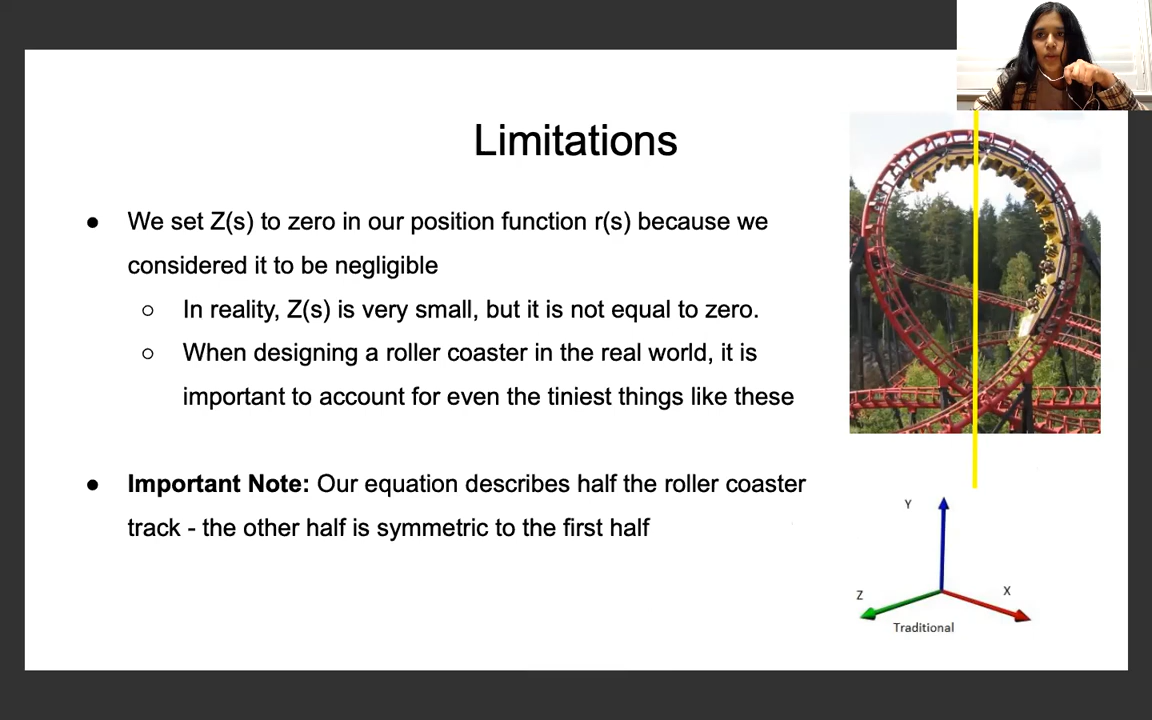 Limitations
● We set Z(s) to zero in our position function r(s) because we
considered it to be negligible
○ In reality, Z(s) is very small, but it is not equal to zero.
○ When designing a roller coaster in the real world, it is
important to account for even the tiniest things like these
● Important Note: Our equation describes half the roller coaster
track - the other half is symmetric to the first half
Y
Z
X
Traditional